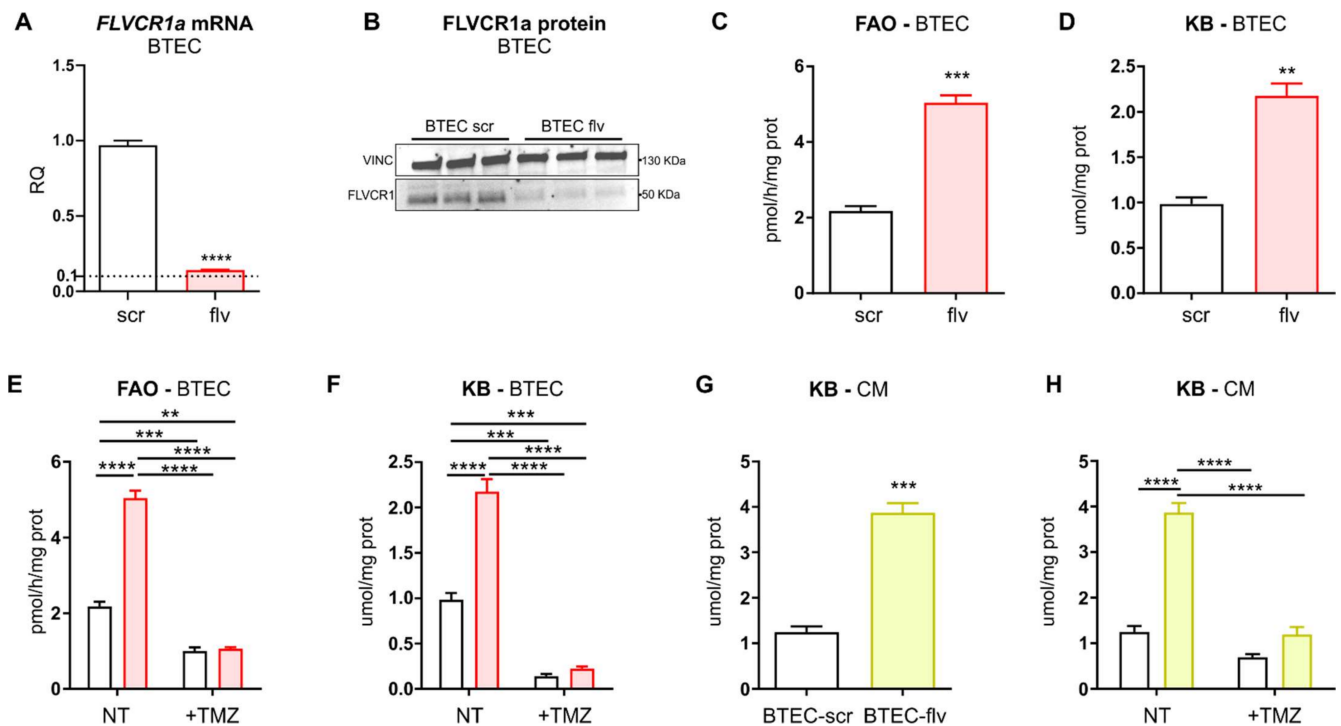 A
FLVCR1a mRNA
BTEC
RQ
1.5
1.0
0.5
0.1
0.0
****
scr
flv
B
FLVCR1a protein
BTEC
BTEC scr
BTEC flv
VINC
130 KDa
FLVCR1
50 KDa
C
FAO - BTEC
pmol/h/mg prot
6
4
2
0
***
scr
flv
D
KB - BTEC
umol/mg prot
2.5
2.0
1.5
1.0
0.5
0.0
**
scr
flv
E
FAO - BTEC
pmol/h/mg prot
6
4
2
0
**
***
****
**** ****
NT
+TMZ
F
KB - BTEC
umol/mg prot
2.5
2.0
1.5
1.0
0.5
0.0
***
***
****
**** ****
NT
+TMZ
G
KB - CM
umol/mg prot
5
4
3
2
1
0
***
BTEC-scr
BTEC-flv
H
KB - CM
umol/mg prot
5
4
3
2
1
0
****
****
****
NT
+TMZ